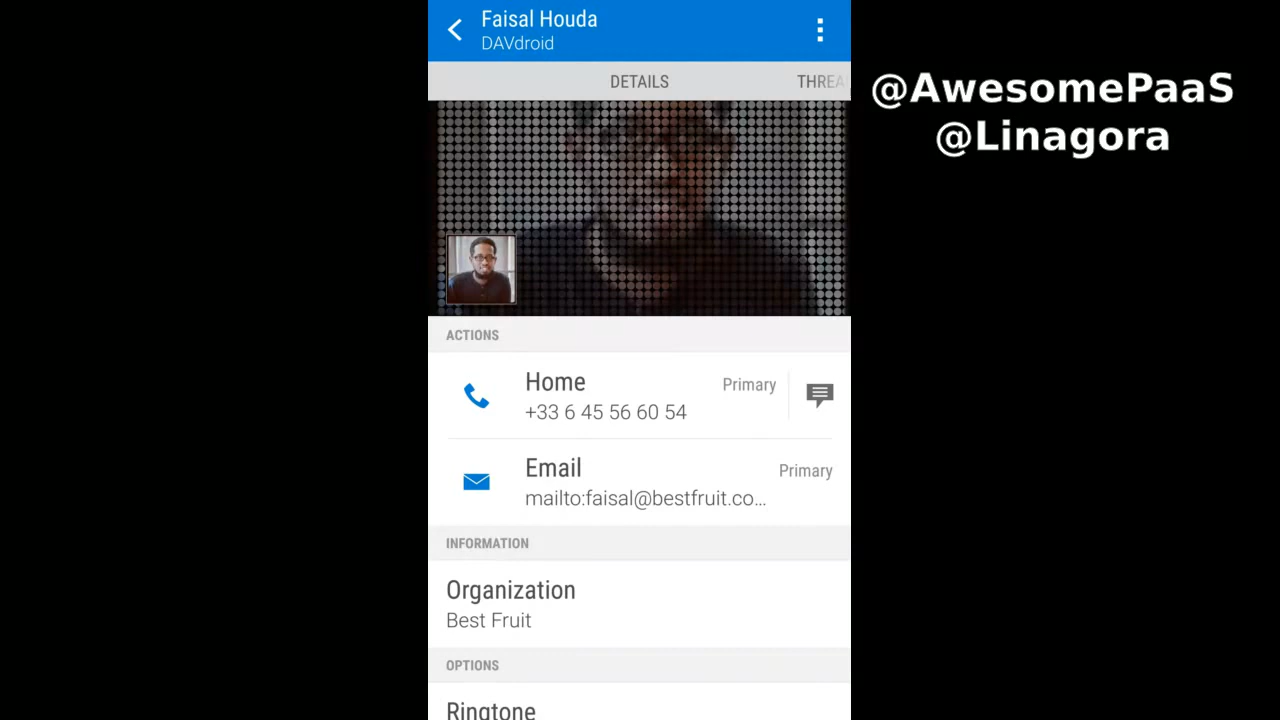 Faisal Houda
DAVdroid
DETAILS
THREA
@AwesomePaaS
@Linagora
ACTIONS
Home
Primary
+33 6 45 56 60 54
Email
Primary
mailto:faisal@bestfruit.co...
INFORMATION
Organization
Best Fruit
OPTIONS
Ringtone